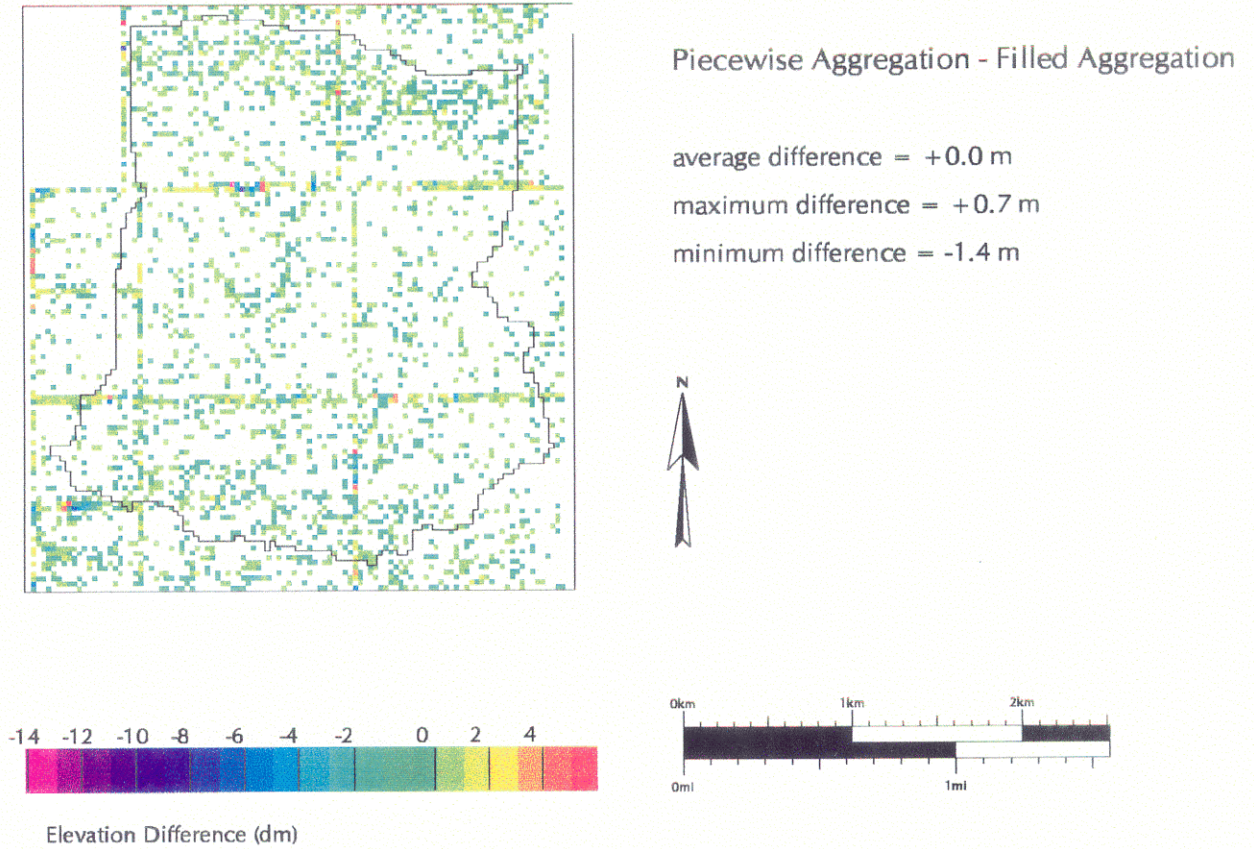 Piecewise Aggregation - Filled Aggregation
average difference = +0.0 m
maximum difference = +0.7 m
minimum difference = -1.4 m
N
0km 1km 2km
0mi 1mi
-14 -12 -10 -8 -6 -4 -2 0 2 4
Elevation Difference (dm)